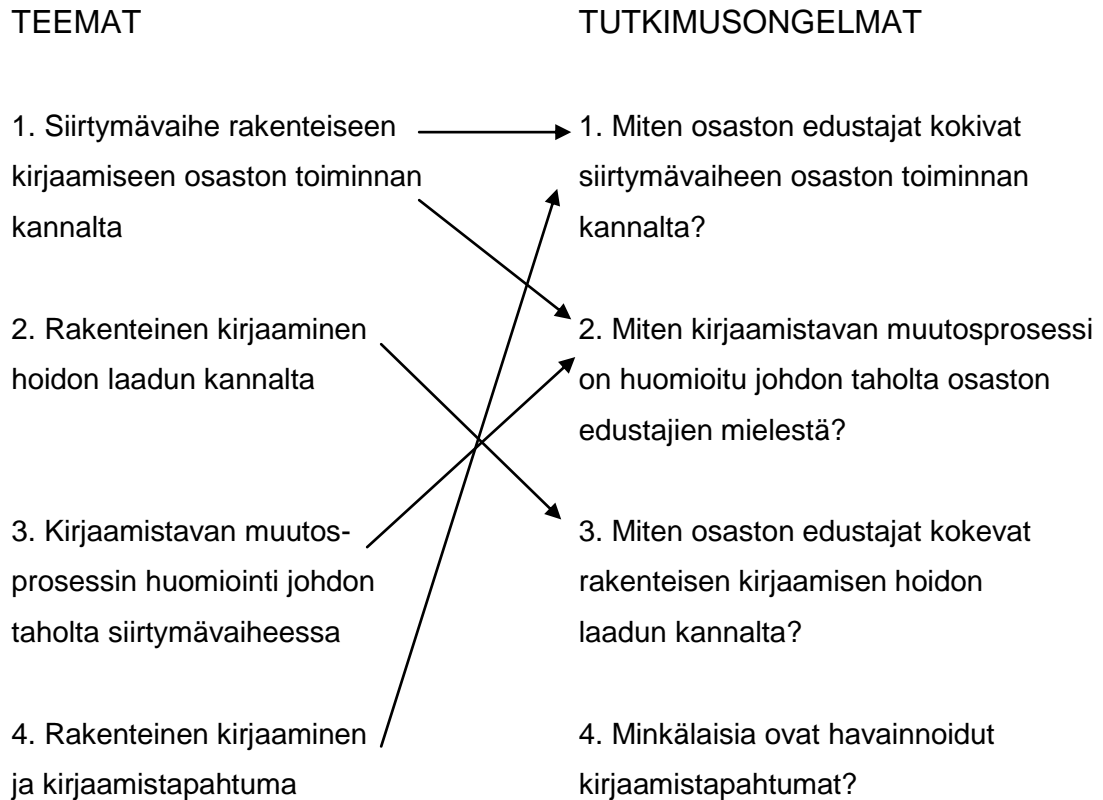 TEEMAT
1. Siirtymävaihe rakenteiseen
kirjaamiseen osaston toiminnan
kannalta
2. Rakenteinen kirjaaminen
hoidon laadun kannalta
3. Kirjaamistavan muutos-
prosessin huomiointi johdon
taholta siirtymävaiheessa
4. Rakenteinen kirjaaminen
ja kirjaamistapahtuma
TUTKIMUSONGELMAT
1. Miten osaston edustajat kokivat
siirtymävaiheen osaston toiminnan
kannalta?
2. Miten kirjaamistavan muutosprosessi
on huomioitu johdon taholta osaston
edustajien mielestä?
3. Miten osaston edustajat kokevat
rakenteisen kirjaamisen hoidon
laadun kannalta?
4. Minkälaisia ovat havainnoidut
kirjaamistapahtumat?